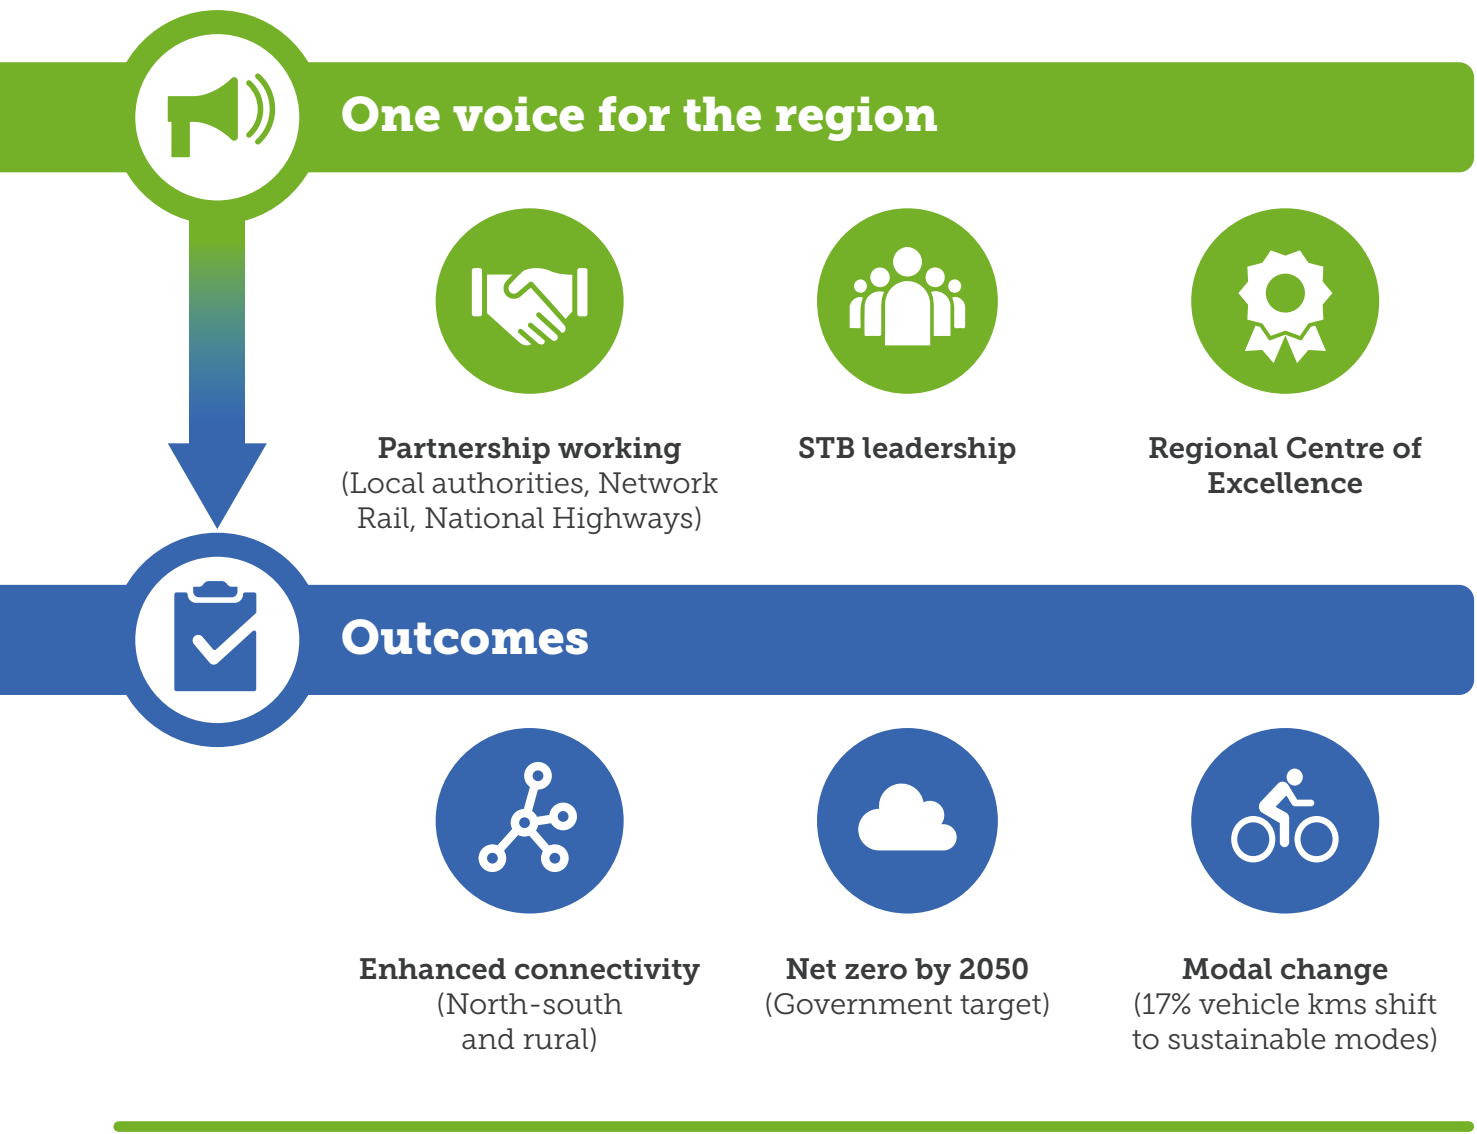 One voice for the region
Partnership working
(Local authorities, Network
Rail, National Highways)
STB leadership
Regional Centre of
Excellence
Outcomes
Enhanced connectivity
(North-south
and rural)
Net zero by 2050
(Government target)
Modal change
(17% vehicle kms shift
to sustainable modes)